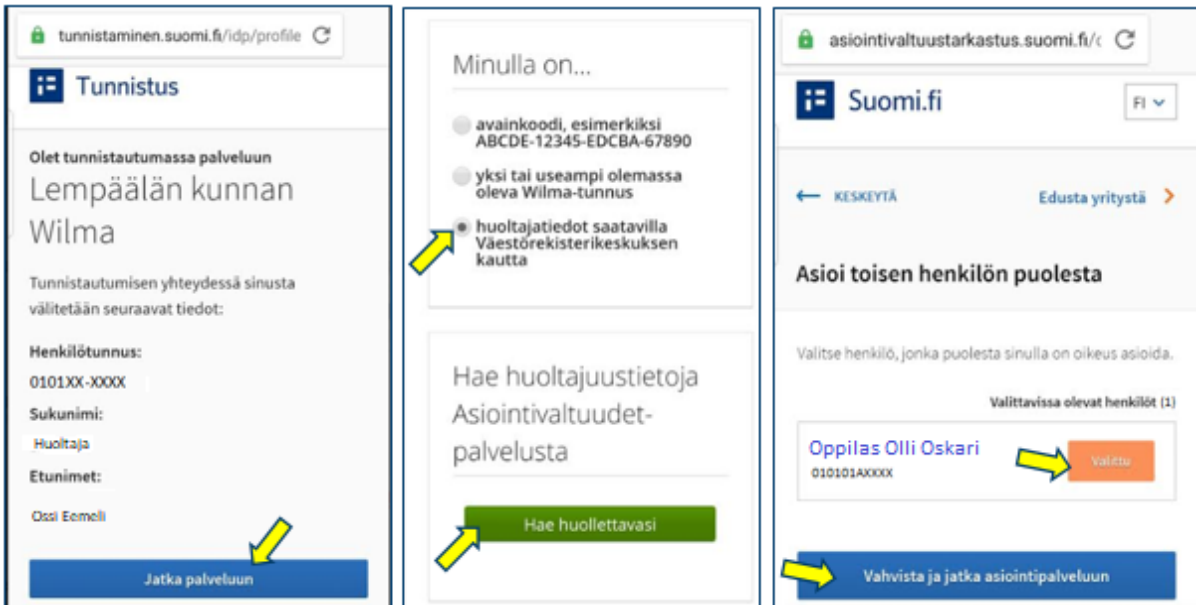 tunnistaminen.suomi.fi/idp/profile
Tunnistus
Olet tunnistautumassa palveluun
Lempäälän kunnan
Wilma
Tunnistautumisen yhteydessä sinusta
välitetään seuraavat tiedot:
Henkilötunnus:
0101XX-XXXX
Sukunimi:
Huoltaja
Etunimet:
Ossi Eemeli
Jatka palveluun
Minulla on...
avainkoodi, esimerkiksi
ABCDE-12345-EDCBA-67890
yksi tai useampi olemassa
oleva Wilma-tunnus
huoltajatiedot saatavilla
Väestörekisterikeskuksen
kautta
Hae huoltajuustietoja
Asiointivaltuudet-
palvelusta
Hae huollettavasi
asiointivaltuustarkastus.suomi.fi/c
Suomi.fi
FI
KESKEYTÄ
Edusta yritystä
Asioi toisen henkilön puolesta
Valitse henkilö, jonka puolesta sinulla on oikeus asioida.
Valittavissa olevat henkilöt (1)
Oppilas Olli Oskari
010101AXXXX
Valittu
Vahvista ja jatka asiointipalveluun